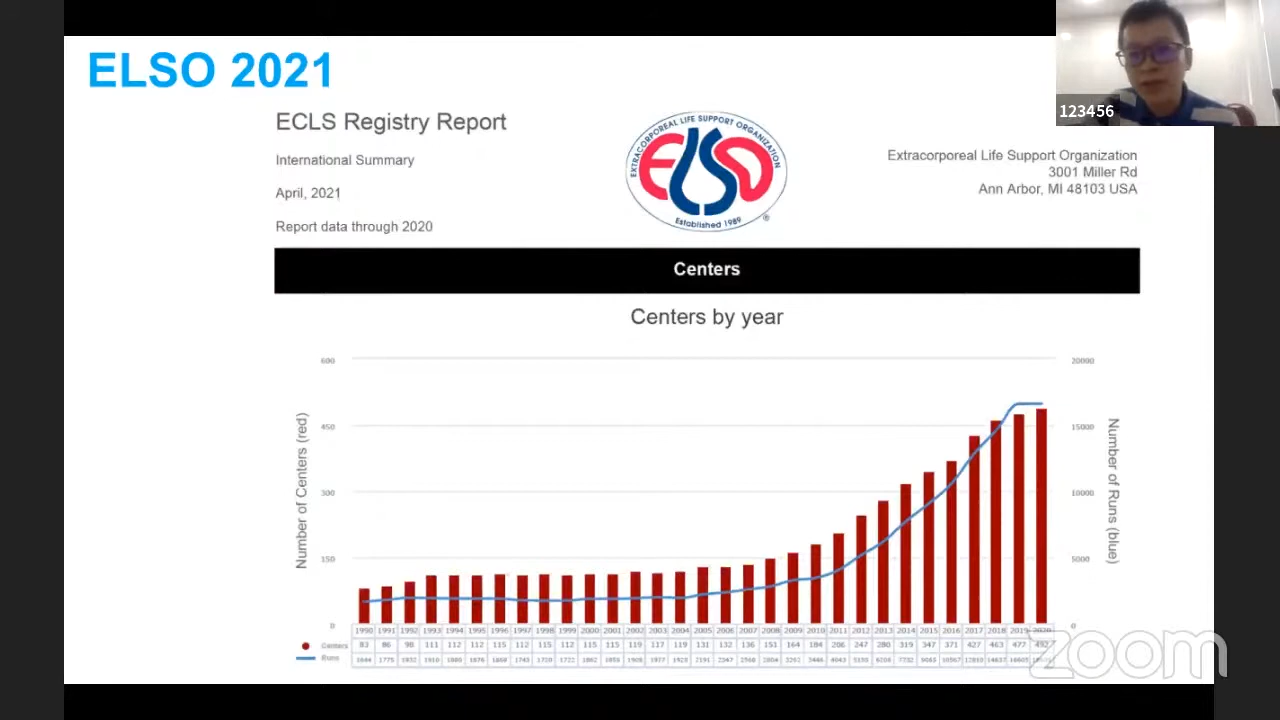 ELSO 2021
123456
ECLS Registry Report
International Summary
April, 2021
Report data through 2020
EXTRACORPOREAL LIFE SUPPORT ORGANIZATION
ELSO
Established 1989
®
Extracorporeal Life Support Organization
3001 Miller Rd
Ann Arbor, MI 48103 USA
Centers
Centers by year
600
450
300
150
0
Number of Centers (red)
20000
15000
10000
5000
0
Number of Runs (blue)
1990 1991 1992 1993 1994 1995 1996 1997 1998 1999 2000 2001 2002 2003 2004 2005 2006 2007 2008 2009 2010 2011 2012 2013 2014 2015 2016 2017 2018 2019 2020
Centers 83 86 98 111 112 112 115 112 115 112 115 115 119 117 119 131 132 136 151 164 184 206 247 280 319 347 371 427 463 477 492
Runs
zoom